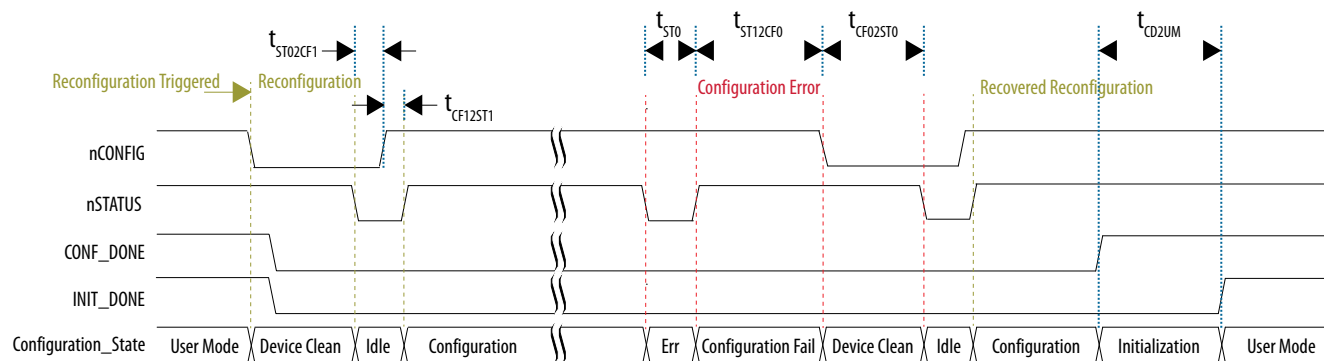 tST02CF1
tST0
tST12CF0
tCF02ST0
tCD2UM
Reconfiguration Triggered
Reconfiguration
Configuration Error
Recovered Reconfiguration
tCF12ST1
nCONFIG
nSTATUS
CONF_DONE
INIT_DONE
Configuration_State User Mode Device Clean Idle Configuration Err Configuration Fail Device Clean Idle Configuration Initialization User Mode